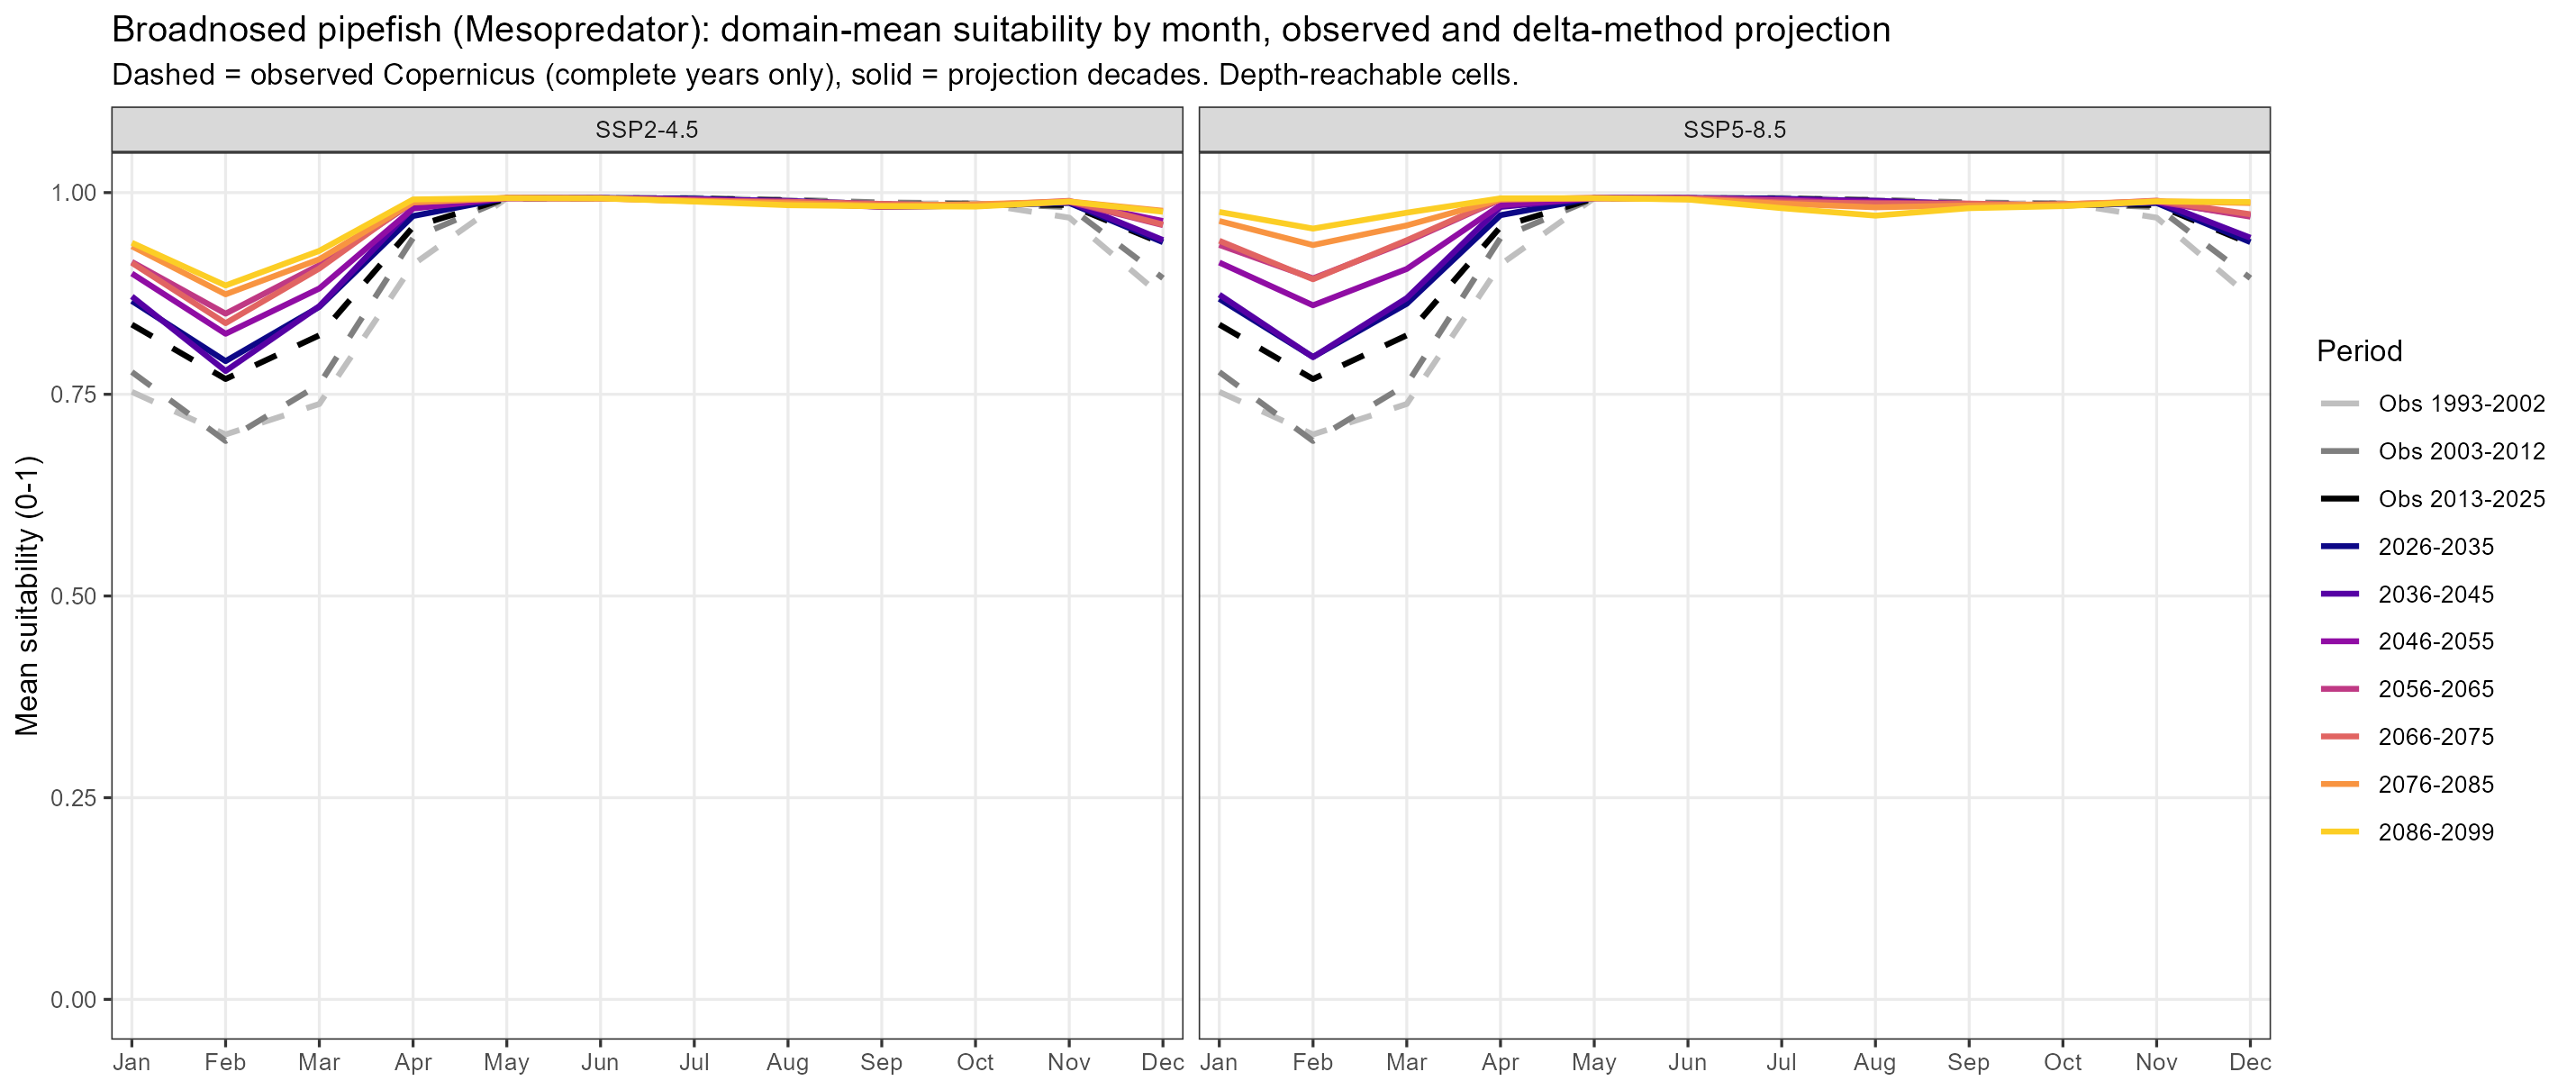 Broadnosed pipefish (Mesopredator): domain-mean suitability by month, observed and delta-method projection
Dashed = observed Copernicus (complete years only), solid = projection decades. Depth-reachable cells.
SSP2-4.5
SSP5-8.5
Mean suitability (0-1)
1.00
0.75
0.50
0.25
0.00
Jan Feb Mar Apr May Jun Jul Aug Sep Oct Nov Dec
Jan Feb Mar Apr May Jun Jul Aug Sep Oct Nov Dec
Period
Obs 1993-2002
Obs 2003-2012
Obs 2013-2025
2026-2035
2036-2045
2046-2055
2056-2065
2066-2075
2076-2085
2086-2099